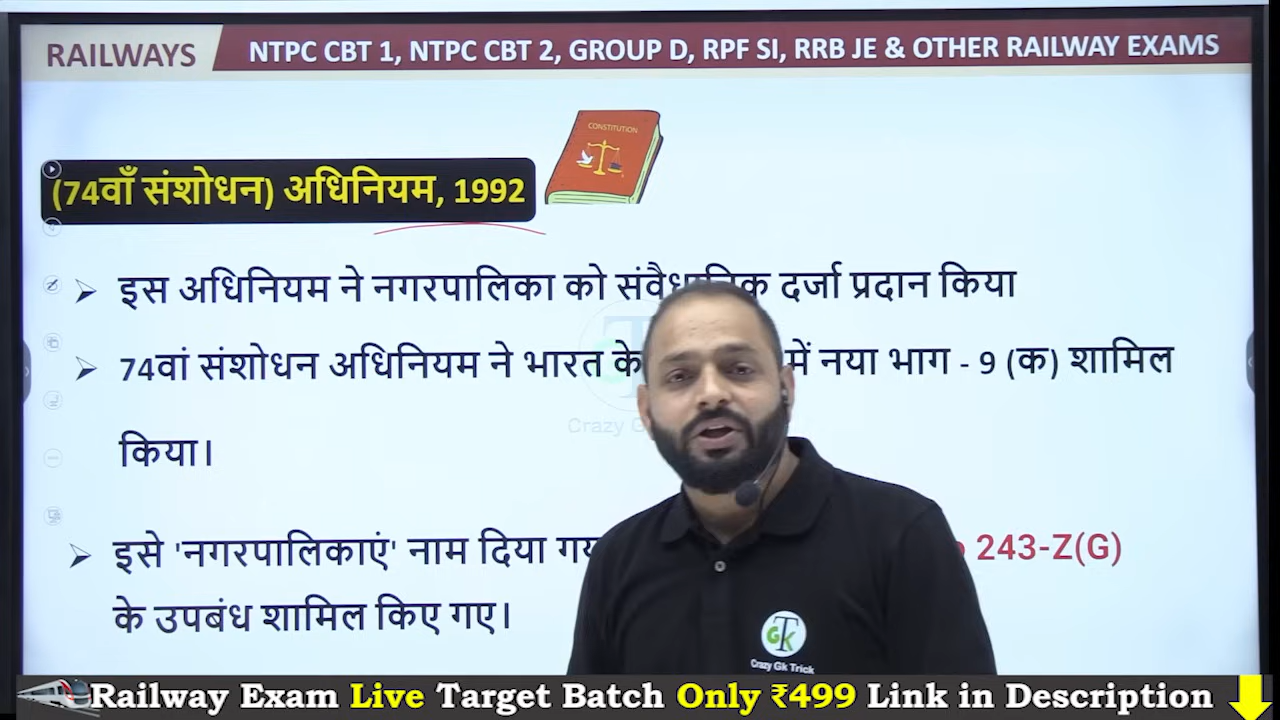 RAILWAYS
NTPC CBT 1, NTPC CBT 2, GROUP D, RPF SI, RRB JE & OTHER RAILWAY EXAMS
CONSTITUTION
(74वाँ संशोधन) अधिनियम, 1992
इस अधिनियम ने नगरपालिका को संवैधानिक दर्जा प्रदान किया
74वां संशोधन अधिनियम ने भारत के में नया भाग - 9 (क) शामिल
किया।
इसे 'नगरपालिकाएं' नाम दिया 243-Z(G)
के उपबंध शामिल किए गए।
Crazy
GTK
Crazy Gk Trick
Railway Exam Live Target Batch Only ₹499 Link in Description